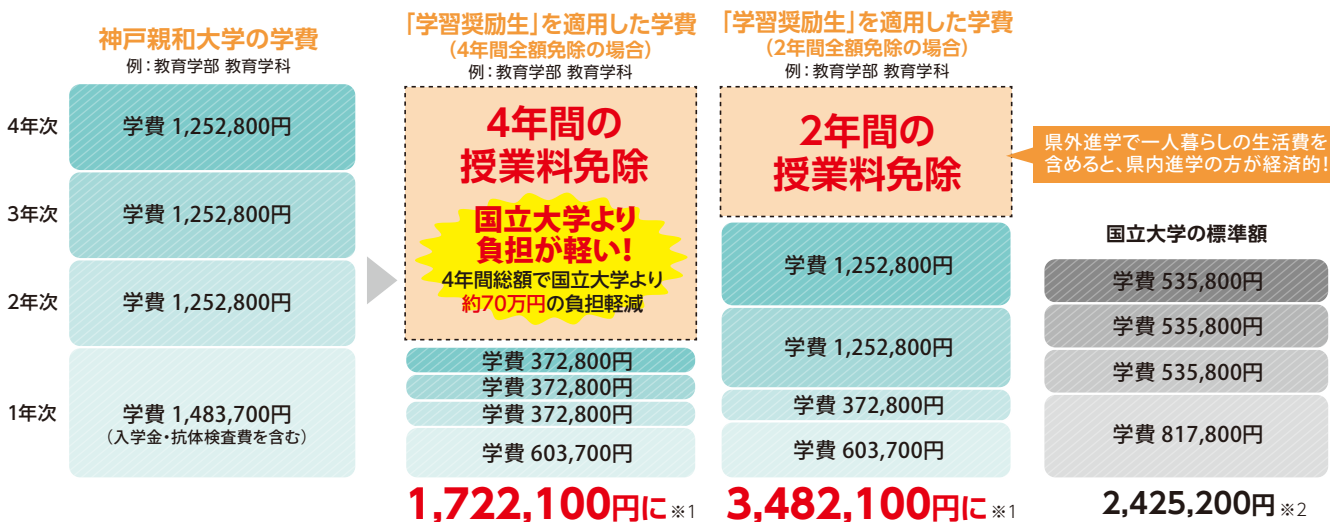 神戸親和大学の学費
例：教育学部 教育学科
4年次
学費 1,252,800円
3年次
学費 1,252,800円
2年次
学費 1,252,800円
1年次
学費 1,483,700円
（入学金・抗体検査費を含む）
「学習奨励生」を適用した学費
（4年間全額免除の場合）
例：教育学部 教育学科
4年間の
授業料免除
国立大学より
負担が軽い！
4年間総額で国立大学より
約70万円の負担軽減
学費 372,800円
学費 372,800円
学費 372,800円
学費 603,700円
1,722,100円に ※1
「学習奨励生」を適用した学費
（2年間全額免除の場合）
例：教育学部 教育学科
2年間の
授業料免除
学費 1,252,800円
学費 1,252,800円
学費 372,800円
学費 603,700円
3,482,100円に ※1
県外進学で一人暮らしの生活費を
含めると、県内進学の方が経済的！
国立大学の標準額
学費 535,800円
学費 535,800円
学費 535,800円
学費 817,800円
2,425,200円 ※2